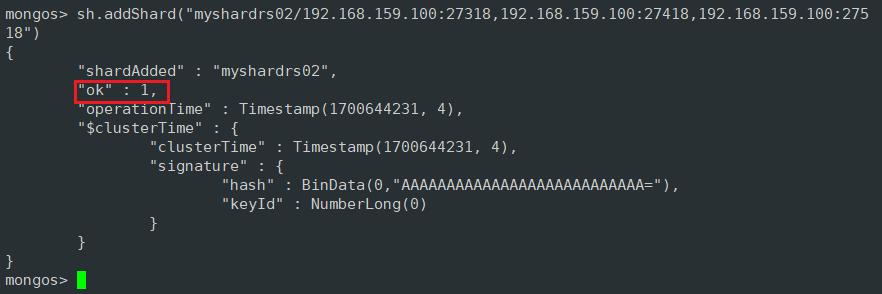 mongos> sh.addShard("myshardrs02/192.168.159.100:27318,192.168.159.100:27418,192.168.159.100:275
18")
{
        "shardAdded" : "myshardrs02",
        "ok" : 1,
        "operationTime" : Timestamp(1700644231, 4),
        "$clusterTime" : {
                "clusterTime" : Timestamp(1700644231, 4),
                "signature" : {
                        "hash" : BinData(0,"AAAAAAAAAAAAAAAAAAAAAAAAAAA="),
                        "keyId" : NumberLong(0)
                }
        }
}
mongos>